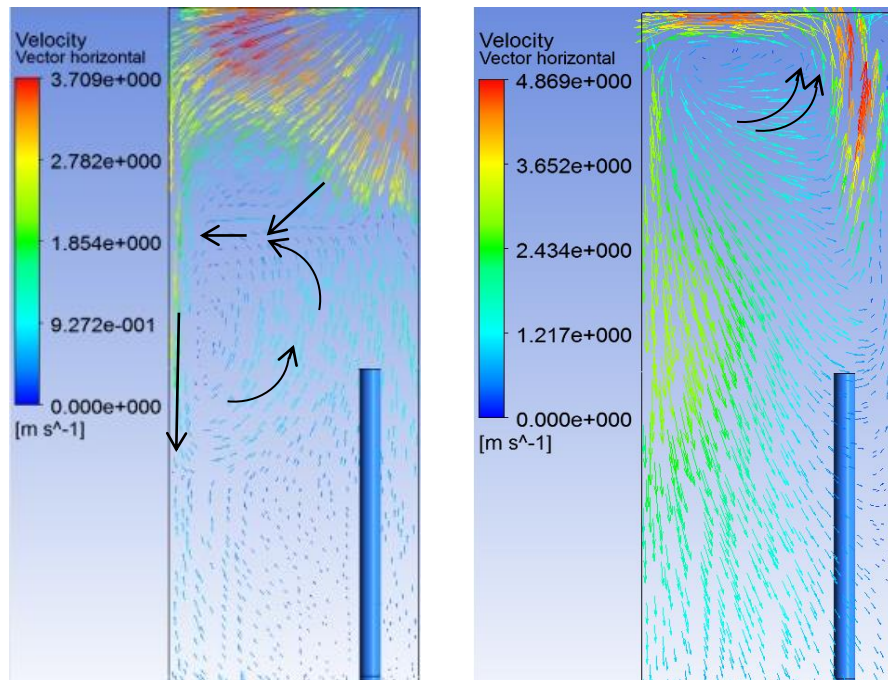 Velocity
Vector horizontal
3.709e+000
2.782e+000
1.854e+000
9.272e-001
0.000e+000
[m s^-1]
Velocity
Vector horizontal
4.869e+000
3.652e+000
2.434e+000
1.217e+000
0.000e+000
[m s^-1]